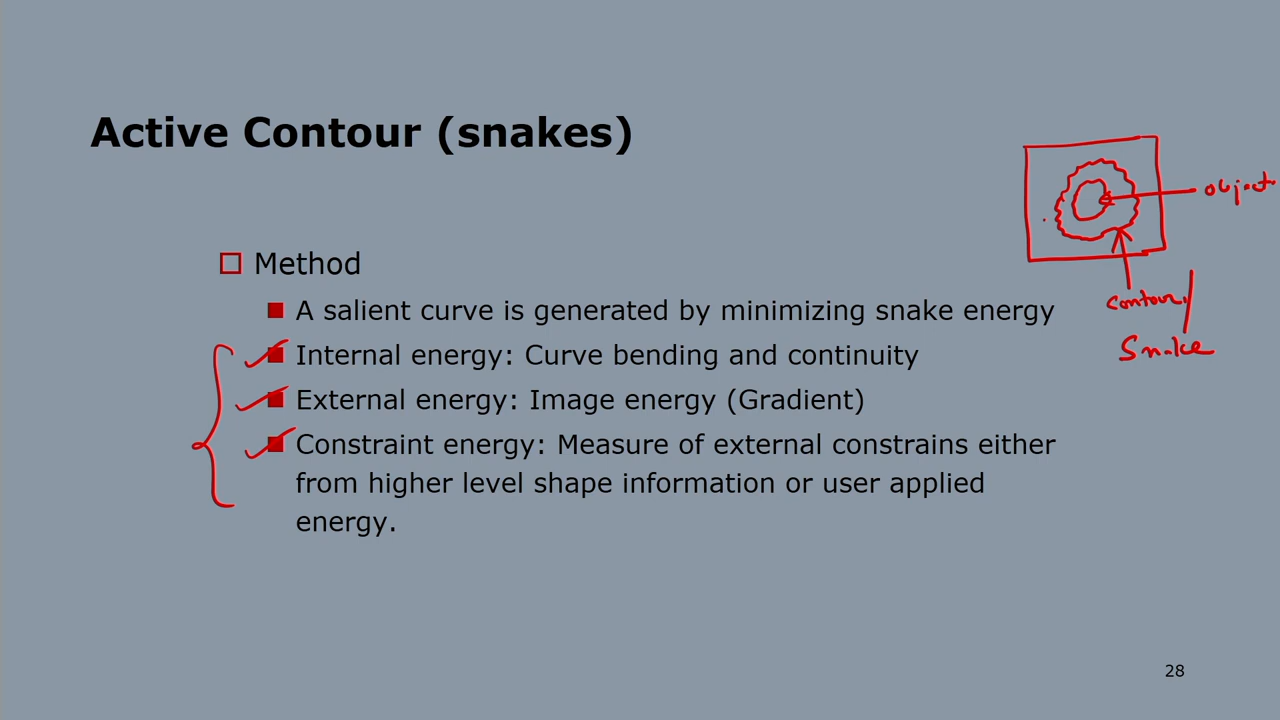 Active Contour (snakes)
object
Method
A salient curve is generated by minimizing snake energy
contour/
Snake
Internal energy: Curve bending and continuity
External energy: Image energy (Gradient)
Constraint energy: Measure of external constrains either
from higher level shape information or user applied
energy.
28